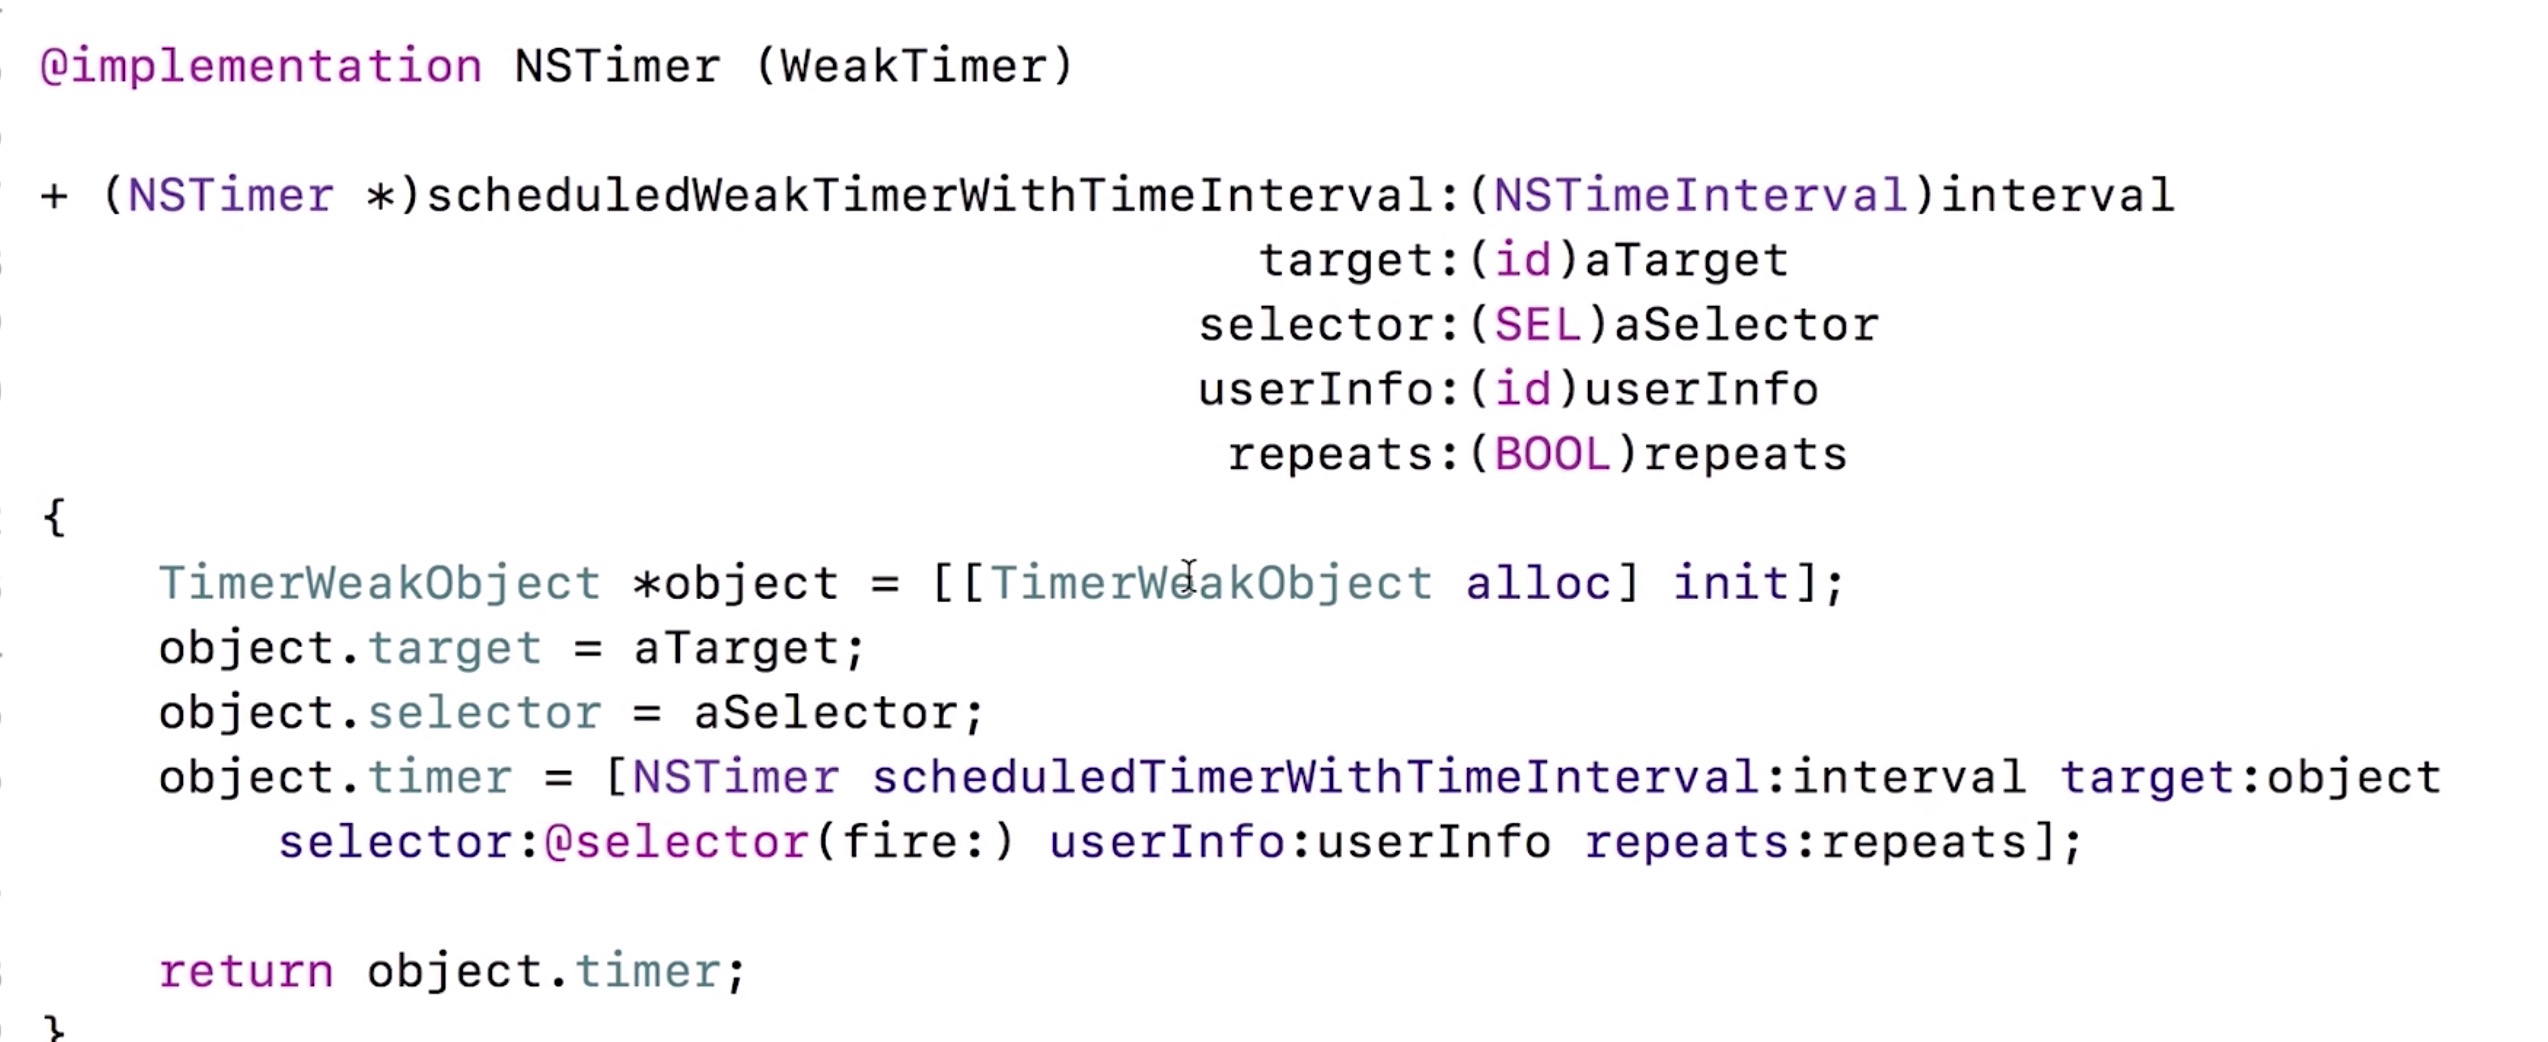 @implementation NSTimer (WeakTimer)
+ (NSTimer *)scheduledWeakTimerWithTimeInterval:(NSTimeInterval)interval
target:(id)aTarget
selector:(SEL)aSelector
userInfo:(id)userInfo
repeats:(BOOL)repeats
{
TimerWeakObject *object = [[TimerWeakObject alloc] init];
object.target = aTarget;
object.selector = aSelector;
object.timer = [NSTimer scheduledTimerWithTimeInterval:interval target:object
selector:@selector(fire:) userInfo:userInfo repeats:repeats];
return object.timer;
}